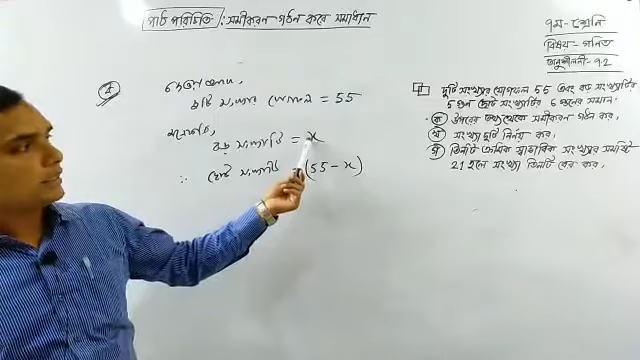 পাঠ পরিচিতি : সমীকরণ গঠন করে সমাধান
৭ম- শ্রেণি
বিষয়:- গণিত
অনুশীলনী- ৭.২
ক
দেওয়া আছে,
দুটি সংখ্যার যোগফল = 55
মনেকরি,
বড় সংখ্যাটি = x
∴ ছোট সংখ্যাটি = (55 - x)
দুটি সংখ্যার যোগফল 55 এবং বড় সংখ্যাটির
5 গুণ ছোট সংখ্যাটির 6 গুণের সমান।
ক উপরের তথ্য থেকে সমীকরণ গঠন কর,
খ সংখ্যা দুটি নির্ণয় কর,
গ তিনটি ক্রমিক স্বাভাবিক সংখ্যার সমষ্টি
21 হলে সংখ্যা তিনটি বের কর,